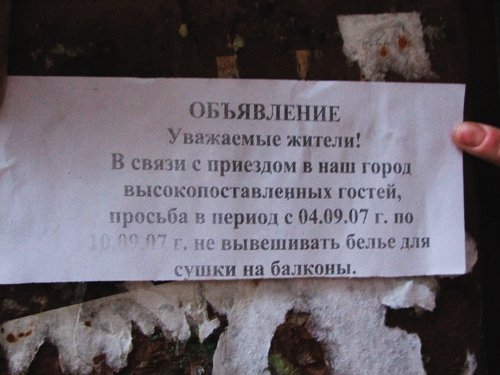 ОБЪЯВЛЕНИЕ
Уважаемые жители!
В связи с приездом в наш город
высокопоставленных гостей,
просьба в период с 04.09.07 г. по
10.09.07 г. не вывешивать белье для
сушки на балконы.